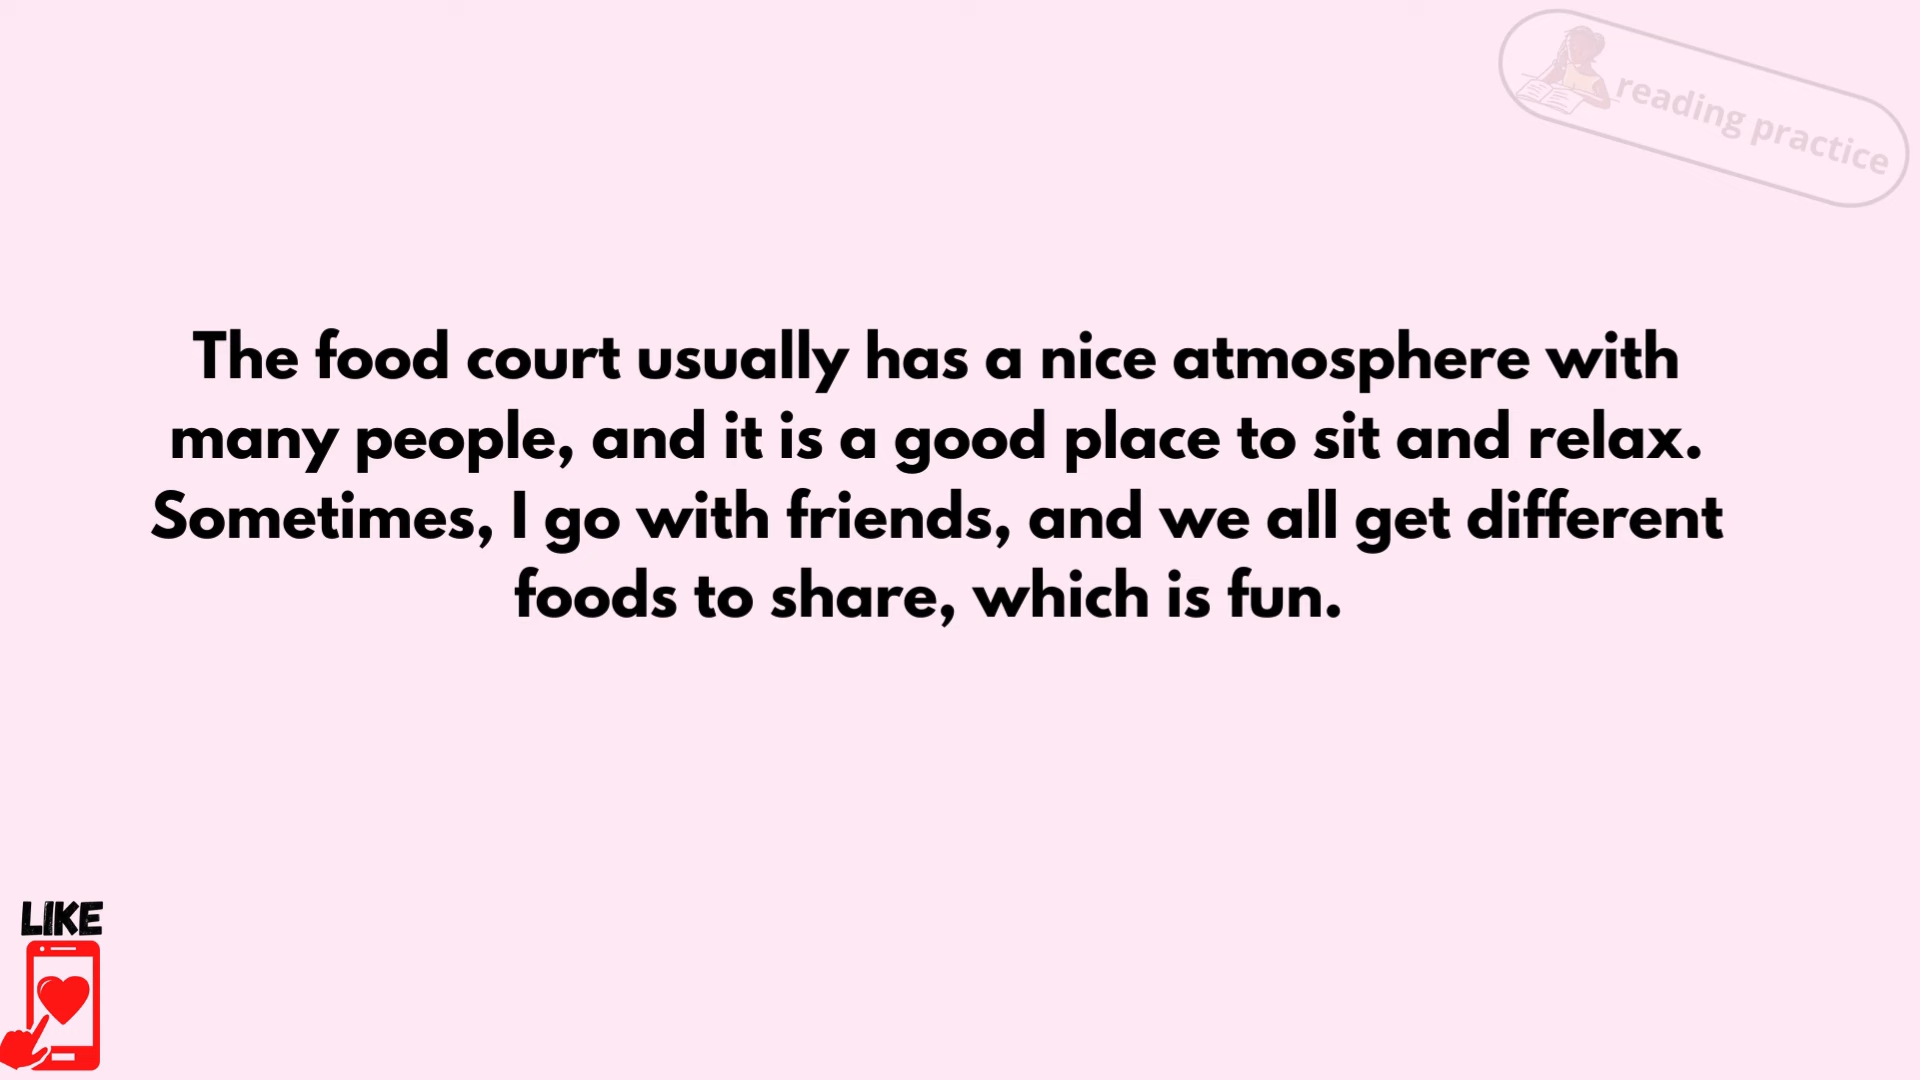 reading practice
The food court usually has a nice atmosphere with
many people, and it is a good place to sit and relax.
Sometimes, I go with friends, and we all get different
foods to share, which is fun.
LIKE